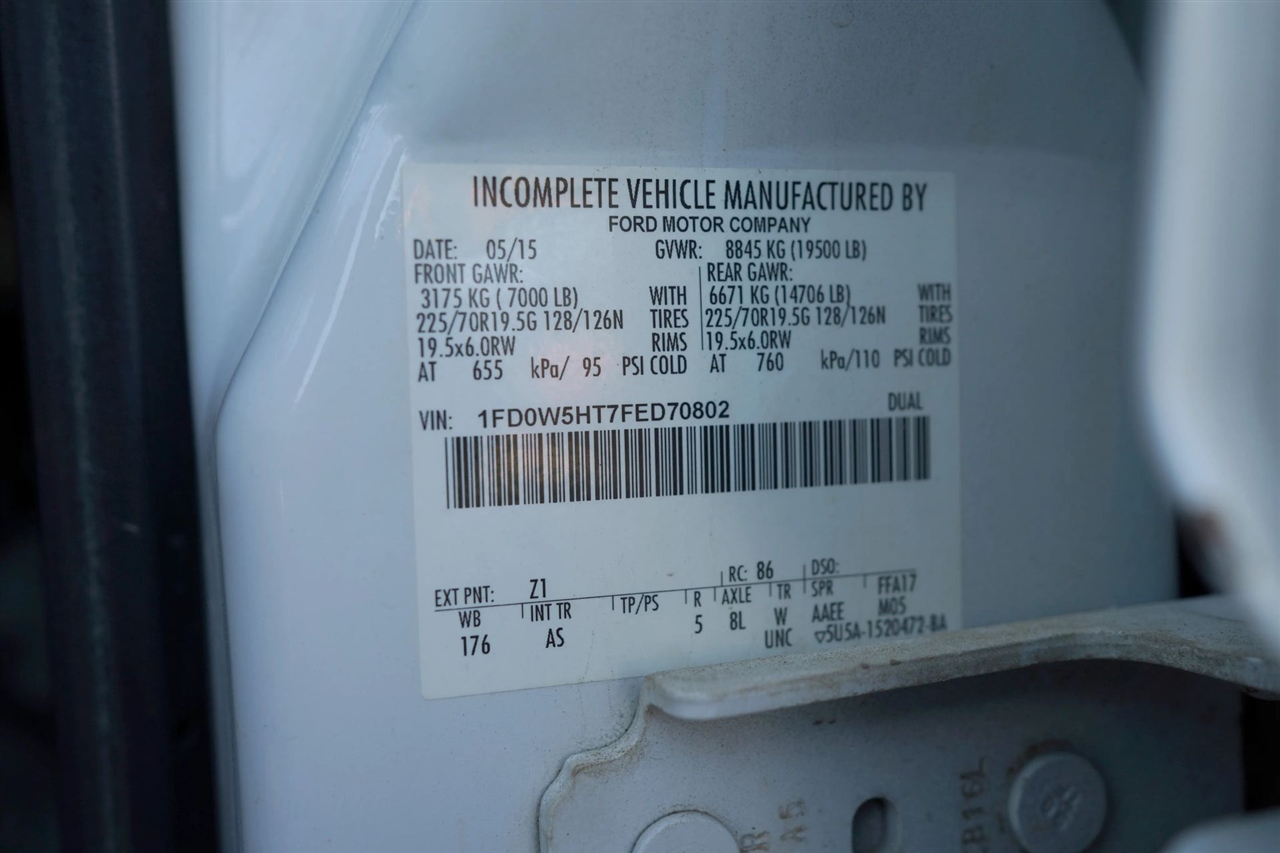 INCOMPLETE VEHICLE MANUFACTURED BY
FORD MOTOR COMPANY
DATE: 05/15 GVWR: 8845 KG (19500 LB)
FRONT GAWR: REAR GAWR:
3175 KG ( 7000 LB) WITH 6671 KG (14706 LB) WITH
225/70R19.5G 128/126N TIRES 225/70R19.5G 128/126N TIRES
19.5x6.0RW RIMS 19.5x6.0RW RIMS
AT 655 kPa/ 95 PSI COLD AT 760 kPa/110 PSI COLD
VIN: 1FD0W5HT7FED70802 DUAL
EXT PNT: Z1 RC: 86 DSO:
WB INT TR TP/PS R AXLE TR SPR FFA17
176 AS 5 8L W AAEE M05
UNC ▽5U5A-1520472-BA
A5